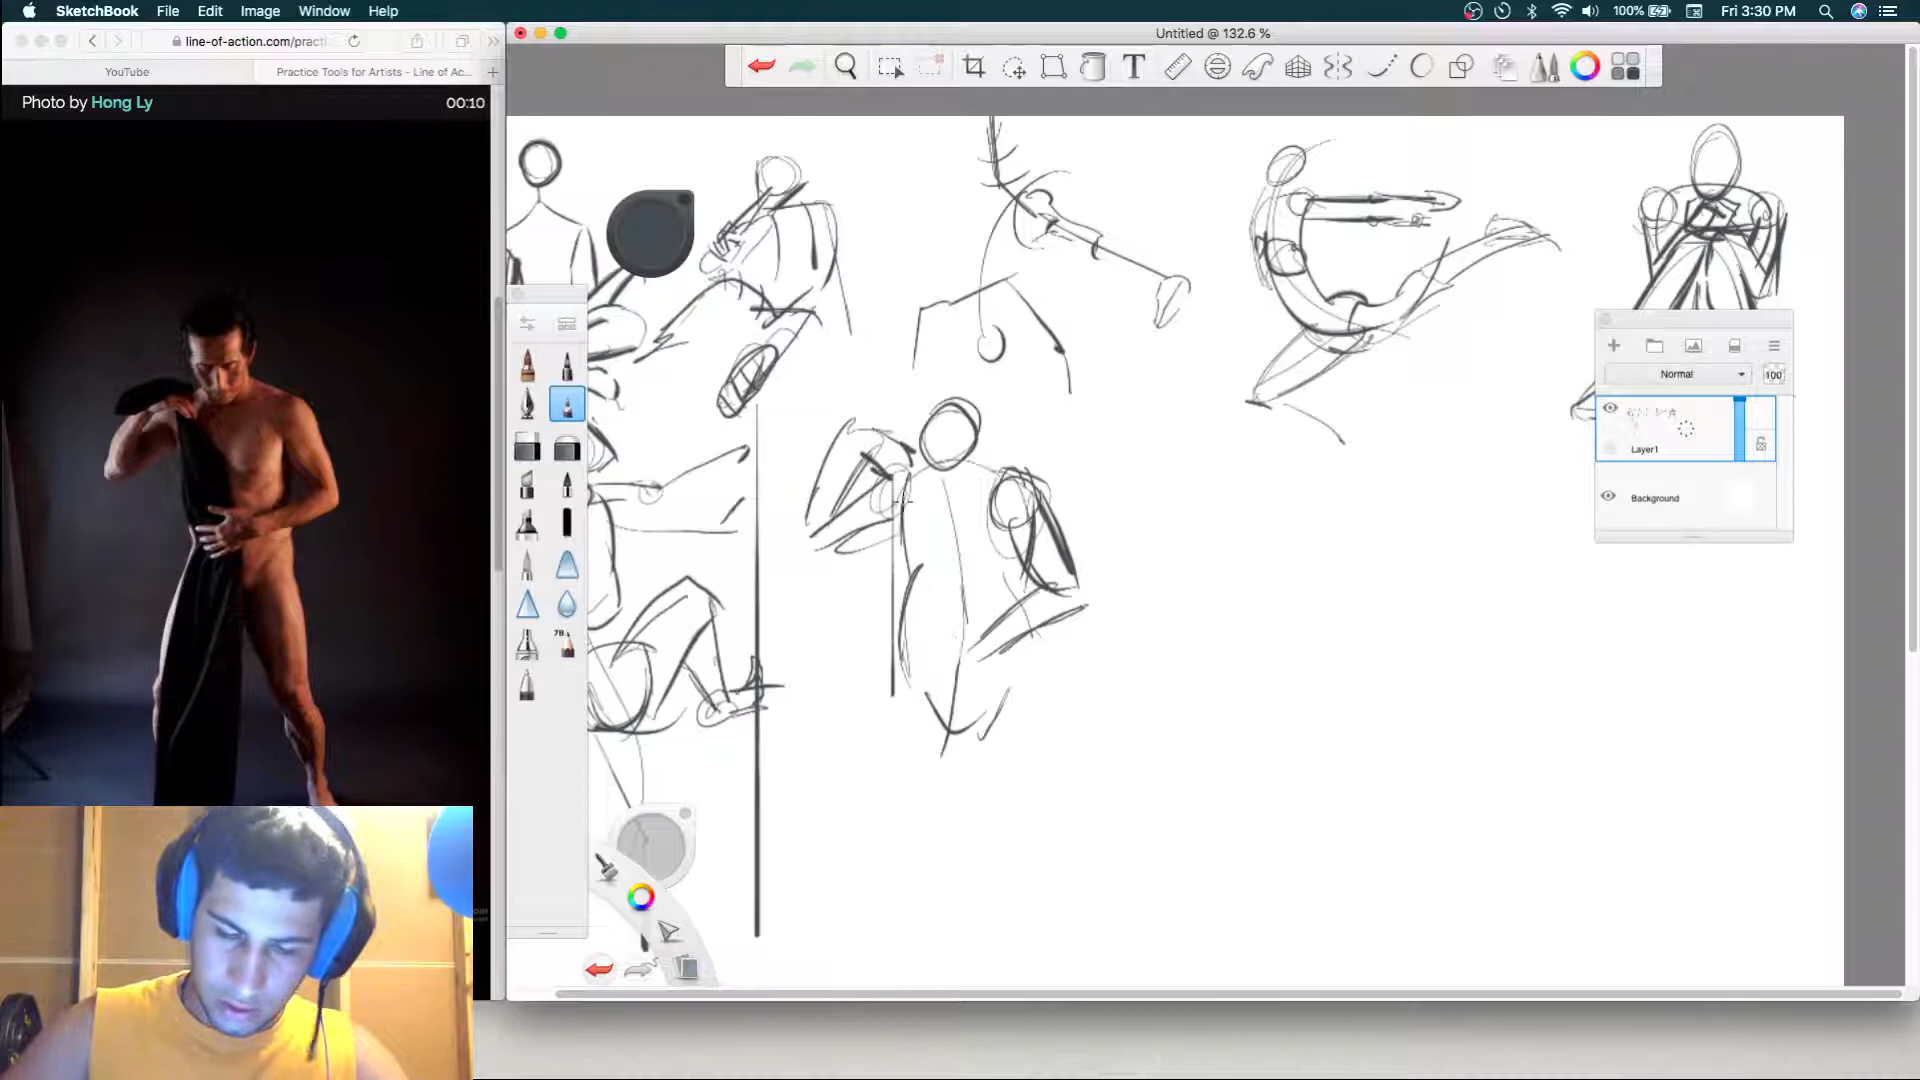 SketchBook File Edit Image Window Help
100% Fri 3:30 PM
line-of-action.com/practi
Untitled @ 132.6 %
YouTube
Practice Tools for Artists - Line of Ac...
Photo by Hong Ly
00:10
T
Normal
100
Layer1
Background
7B